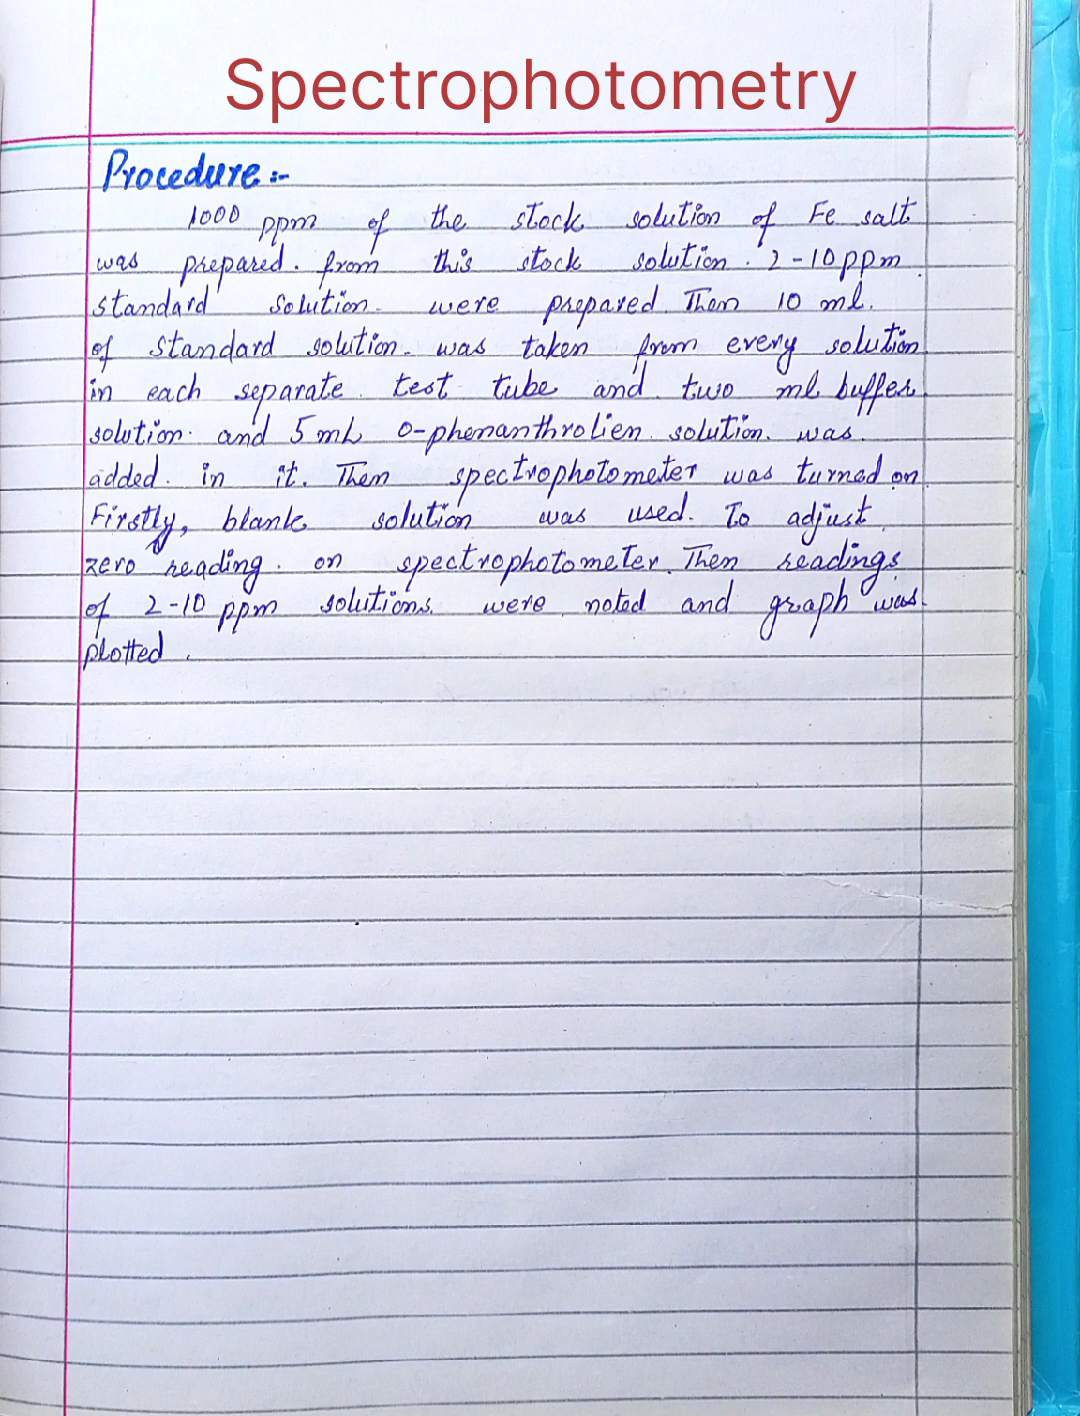 Spectrophotometry
Procedure :-
1000 ppm of the stock solution of Fe salt
was prepared. from this stock solution. 2-10 ppm
standard solution. were prepared. Then 10 ml.
of standard solution. was taken from every solution
in each separate. test tube and. two ml buffer
solution. and 5 mL O-phenanthrolien. solution. was.
added. in it. Then spectrophotometer was turned on.
Firstly, blank solution was used. To adjust.
zero reading. on spectrophotometer. Then readings
of 2-10 ppm solutions. were noted and graph was.
plotted.